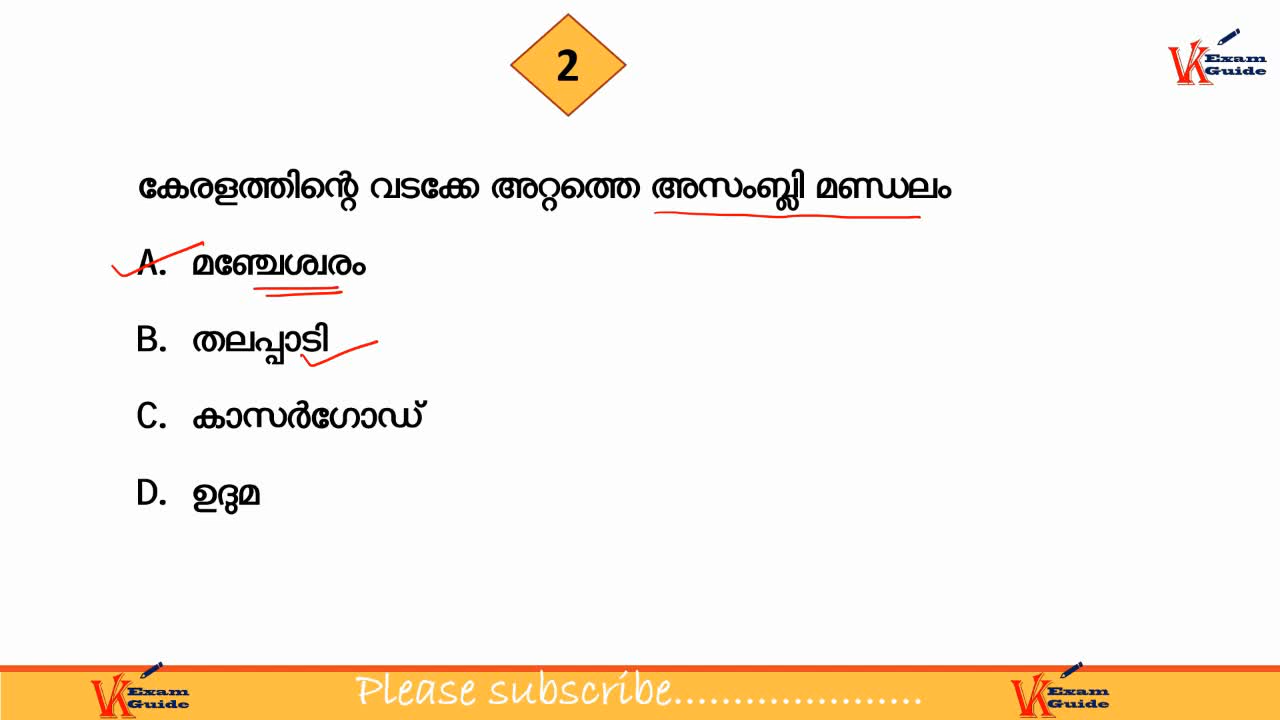 2
VK Exam Guide
കേരളത്തിന്റെ വടക്കേ അറ്റത്തെ അസംബ്ലി മണ്ഡലം
A. മഞ്ചേശ്വരം
B. തലപ്പാടി
C. കാസർഗോഡ്
D. ഉദുമ
VK Exam Guide Please subscribe..................... VK Exam Guide